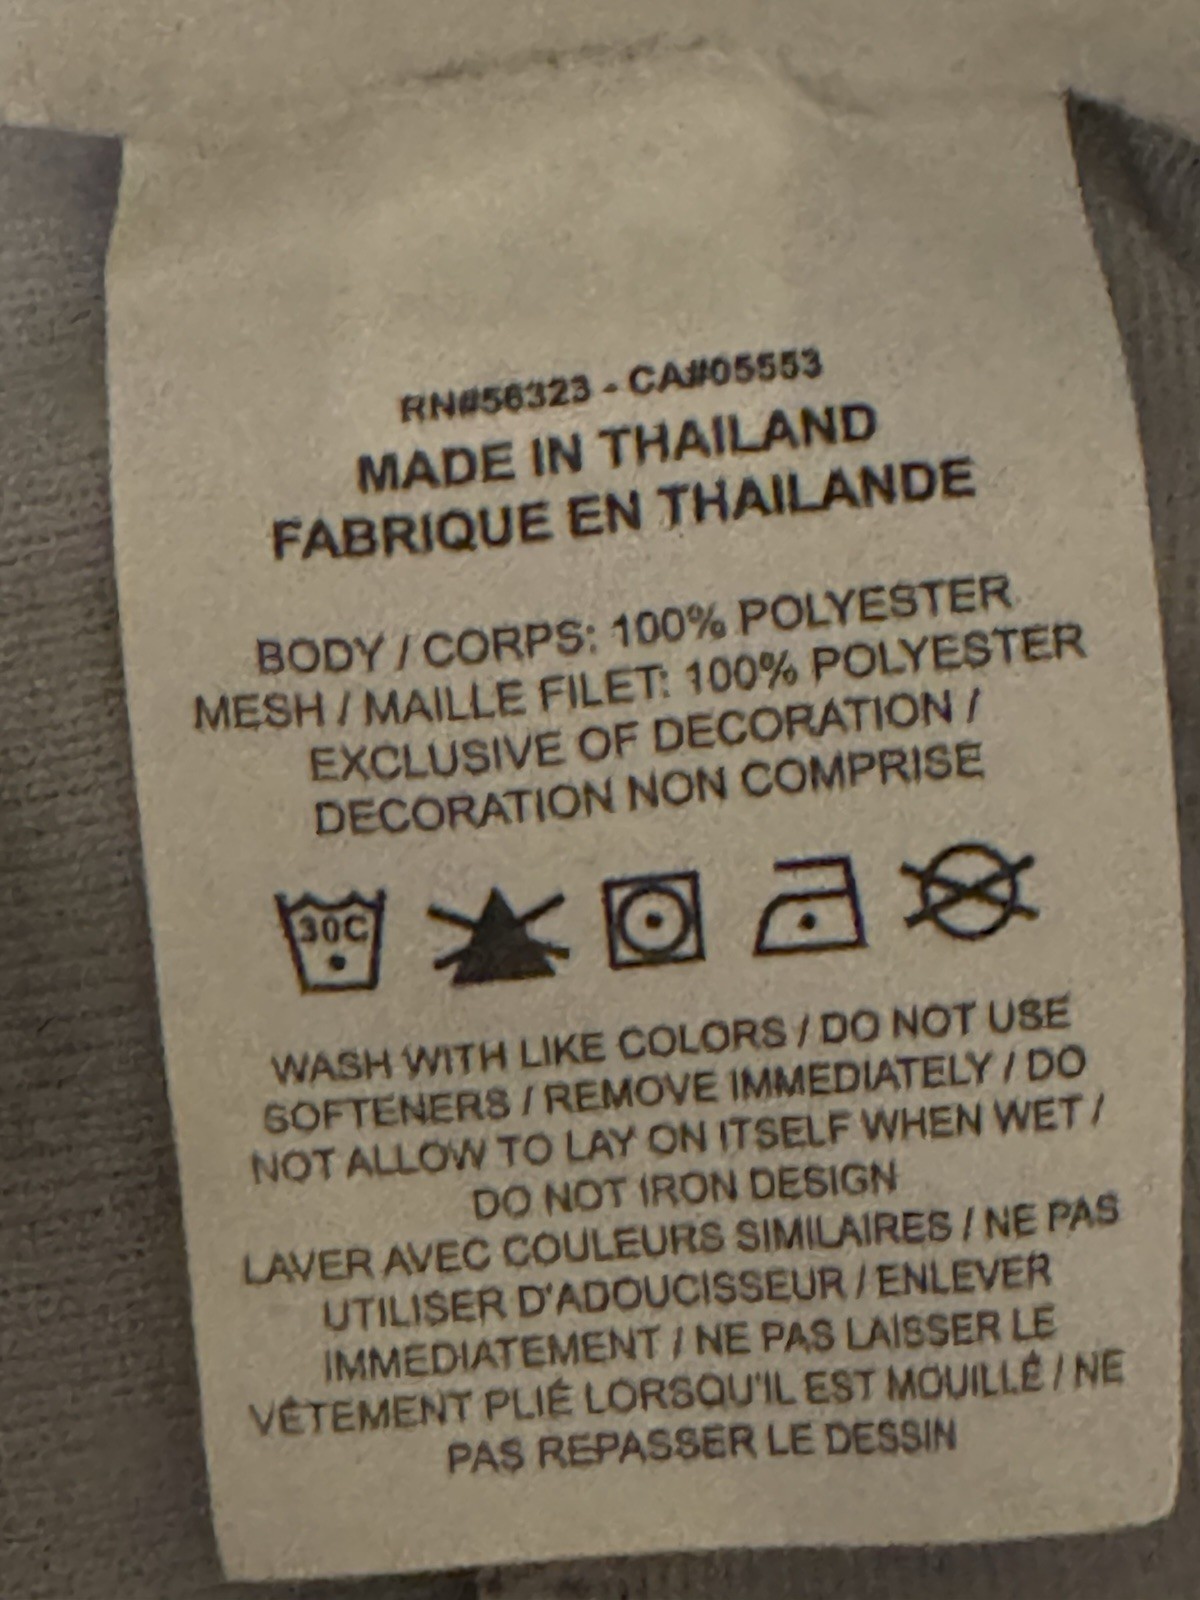 RN#56323 - CA#05553
MADE IN THAILAND
FABRIQUE EN THAILANDE
BODY / CORPS: 100% POLYESTER
MESH / MAILLE FILET: 100% POLYESTER
EXCLUSIVE OF DECORATION /
DECORATION NON COMPRISE
30C
WASH WITH LIKE COLORS / DO NOT USE
SOFTENERS / REMOVE IMMEDIATELY / DO
NOT ALLOW TO LAY ON ITSELF WHEN WET /
DO NOT IRON DESIGN
LAVER AVEC COULEURS SIMILAIRES / NE PAS
UTILISER D'ADOUCISSEUR / ENLEVER
IMMEDIATEMENT / NE PAS LAISSER LE
VÉTEMENT PLIÉ LORSQU'IL EST MOUILLÉ / NE
PAS REPASSER LE DESSIN